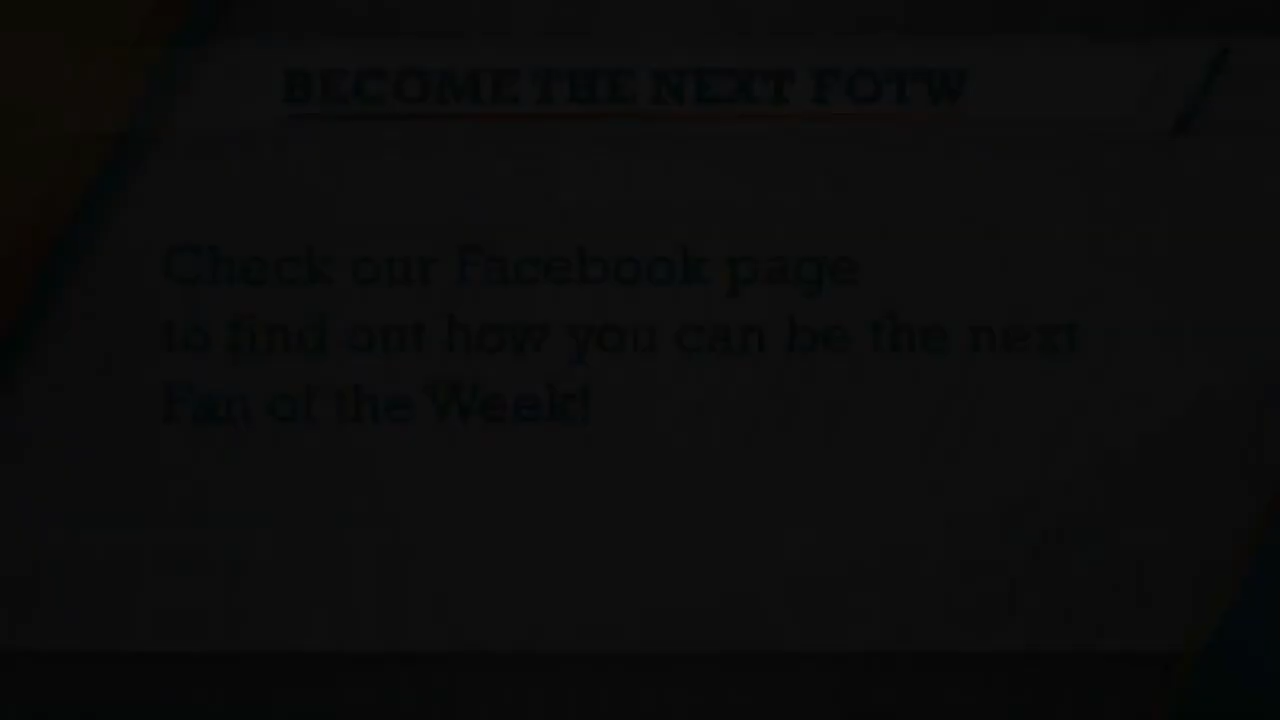 BECOME THE NEXT FOTW
Check our Facebook page
to find out how you can be the next
Fan of the Week!